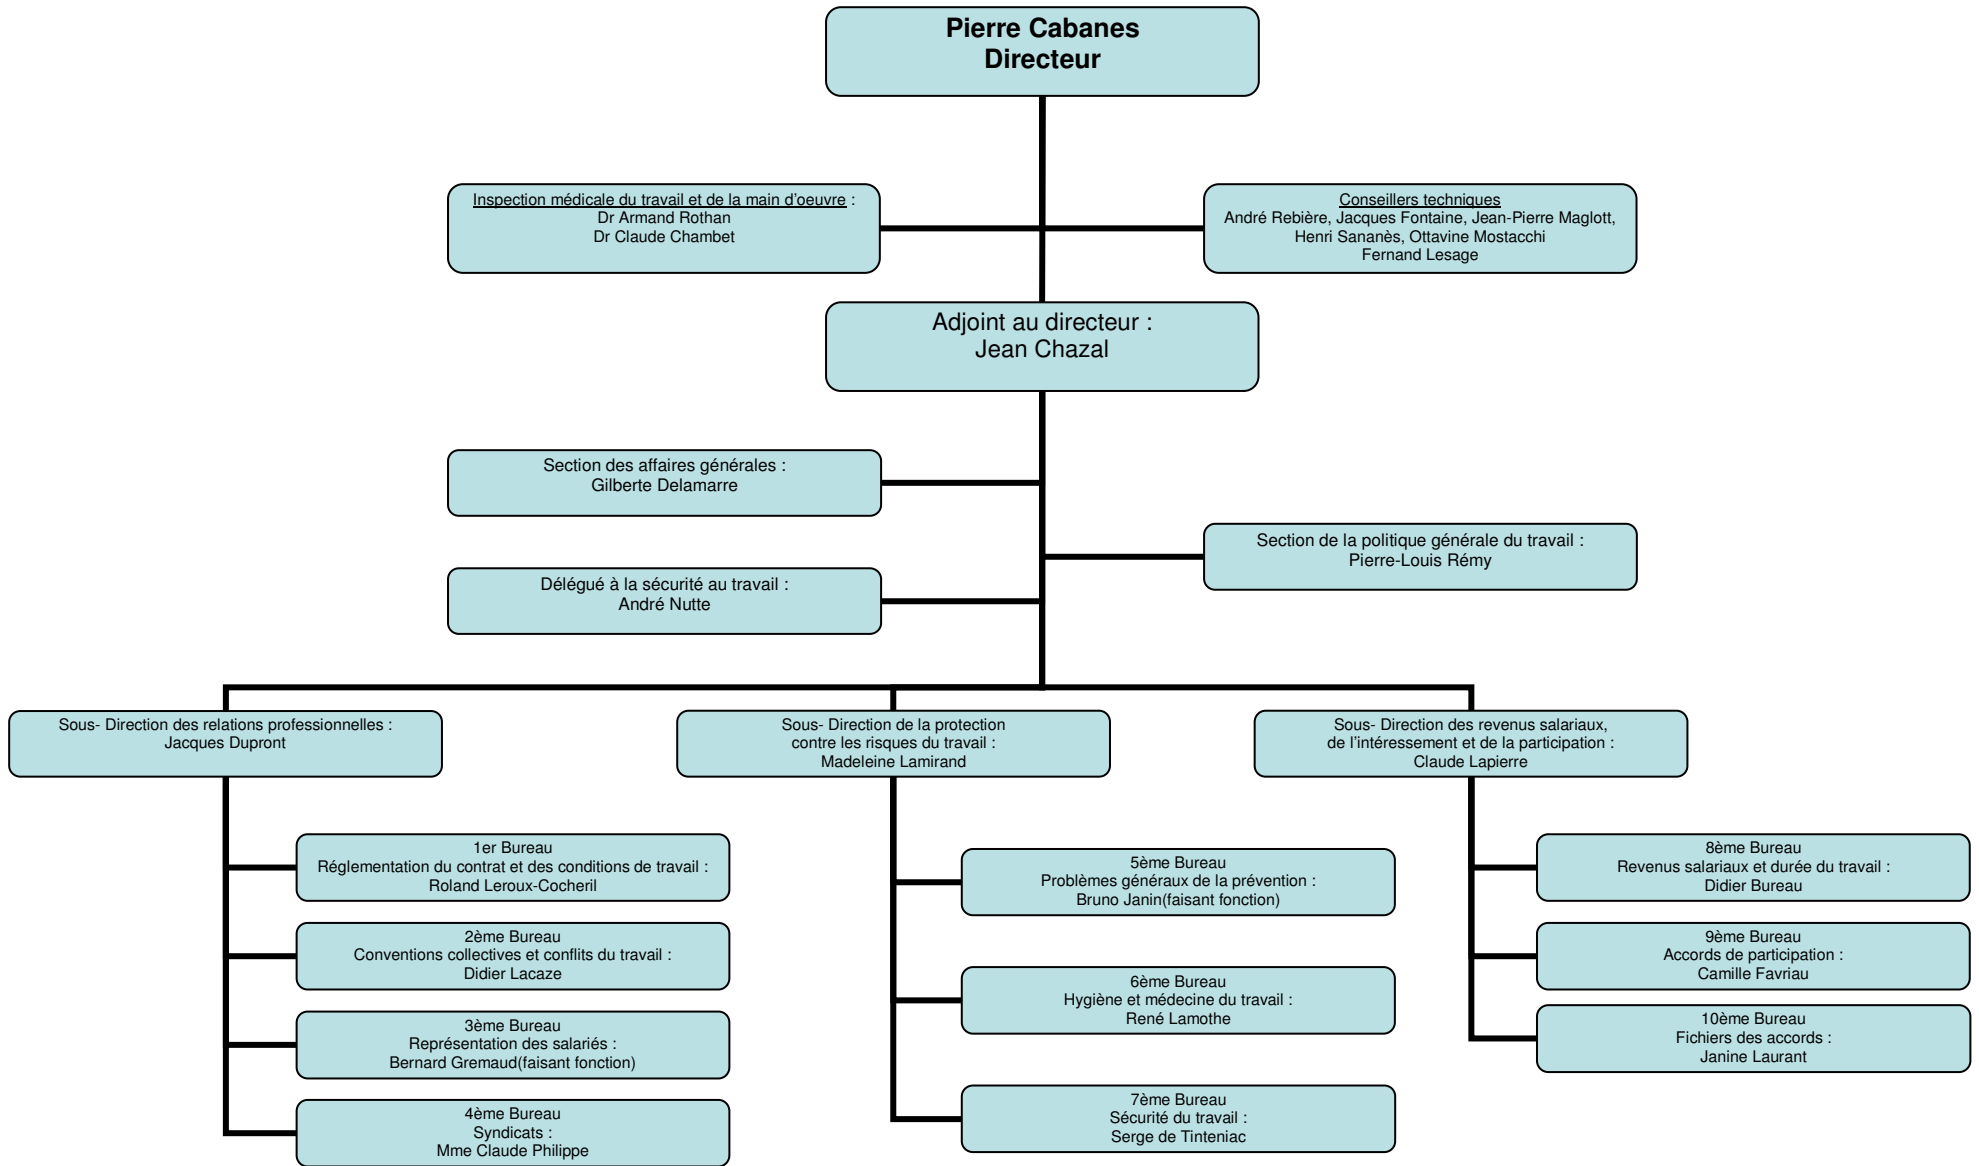 Pierre Cabanes
Directeur
Inspection médicale du travail et de la main d'oeuvre :
Dr Armand Rothan
Dr Claude Chambet
Conseillers techniques
André Rebière, Jacques Fontaine, Jean-Pierre Maglott,
Henri Sananès, Ottavine Mostacchi
Fernand Lesage
Adjoint au directeur :
Jean Chazal
Section des affaires générales :
Gilberte Delamarre
Section de la politique générale du travail :
Pierre-Louis Rémy
Délégué à la sécurité au travail :
André Nutte
Sous- Direction des relations professionnelles :
Jacques Dupront
1er Bureau
Réglementation du contrat et des conditions de travail :
Roland Leroux-Cocheril
2ème Bureau
Conventions collectives et conflits du travail :
Didier Lacaze
3ème Bureau
Représentation des salariés :
Bernard Gremaud(faisant fonction)
4ème Bureau
Syndicats :
Mme Claude Philippe
Sous- Direction de la protection
contre les risques du travail :
Madeleine Lamirand
5ème Bureau
Problèmes généraux de la prévention :
Bruno Janin(faisant fonction)
6ème Bureau
Hygiène et médecine du travail :
René Lamothe
7ème Bureau
Sécurité du travail :
Serge de Tinteniac
Sous- Direction des revenus salariaux,
de l'intéressement et de la participation :
Claude Lapierre
8ème Bureau
Revenus salariaux et durée du travail :
Didier Bureau
9ème Bureau
Accords de participation :
Camille Favriau
10ème Bureau
Fichiers des accords :
Janine Laurant